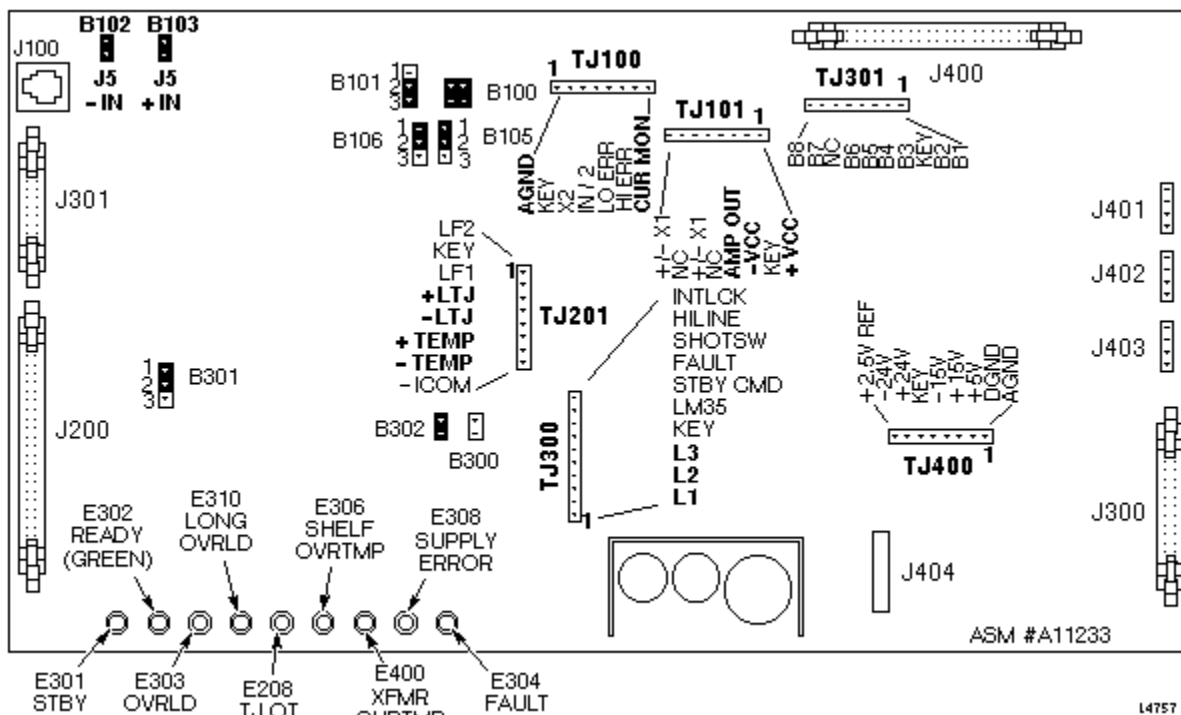 B102 B103
J100
J5
- IN
J5
+ IN
1
2
3
B101
B100
1
2
3
B106
1
2
3
B105
1
TJ100
AGND
KEY
X2
IN / 2
LO ERR
HI ERR
CUR MON
TJ101
1
+/- X1
NC
+/- X1
NC
AMP OUT
-VCC
KEY
+ VCC
J400
TJ301
1
B8
B7
NC
B6
B5
B4
B3
KEY
B2
B1
J301
J401
J402
J403
LF2
KEY
LF1
+LTJ
-LTJ
+ TEMP
- TEMP
-ICOM
1
TJ201
INTLCK
HILINE
SHOTSW
FAULT
STBY CMD
LM35
KEY
L3
L2
L1
TJ300
1
+ 2.5V REF
-24V
+ 24V
KEY
-15V
+ 15V
+ 5V
DGND
AGND
TJ400
1
1
2
3
B301
J200
B302
B300
J300
J404
E302
READY
(GREEN)
E310
LONG
OVRLD
E306
SHELF
OVRTMP
E308
SUPPLY
ERROR
ASM #A11233
E301
STBY
E303
OVRLD
E208
TJ OT
E400
XFMR
OVRTMP
E304
FAULT
L4757